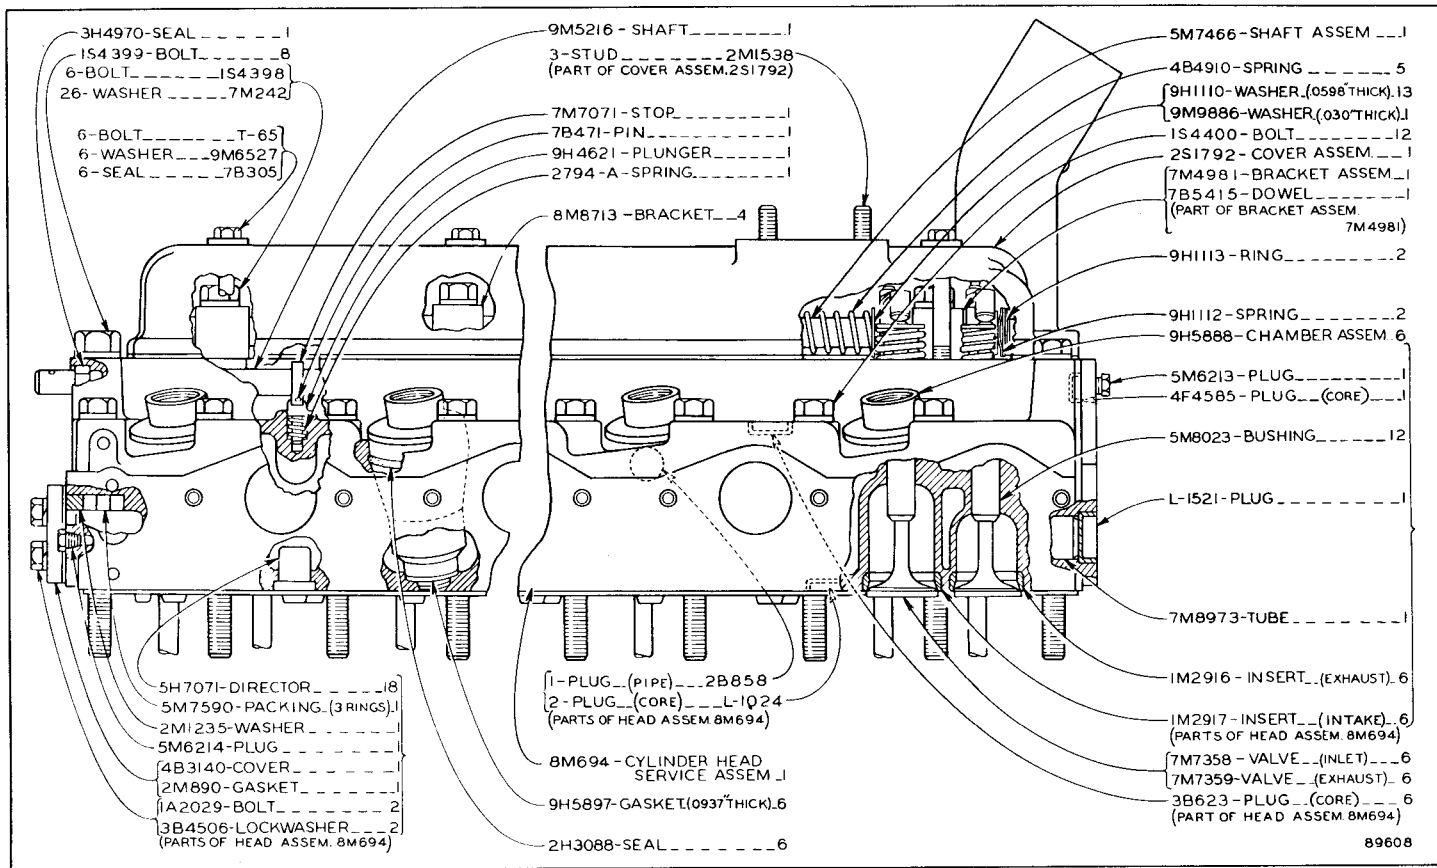 3H4970-SEAL 1
1S4399-BOLT 8
6-BOLT 1S4398
26-WASHER 7M242
6-BOLT T-65
6-WASHER 9M6527
6-SEAL 7B305
9M5216-SHAFT 1
3-STUD 2M1538
(PART OF COVER ASSEM.2S1792)
7M7071-STOP 1
7B471-PIN 1
9H4621-PLUNGER 1
2794-A-SPRING 1
8M8713-BRACKET 4
5M7466-SHAFT ASSEM 1
4B4910-SPRING 5
9H1110-WASHER (.0598"THICK) 13
9M9886-WASHER (.030"THICK) 1
1S4400-BOLT 12
2S1792-COVER ASSEM. 1
7M4981-BRACKET ASSEM 1
7B5415-DOWEL 1
(PART OF BRACKET ASSEM.
7M4981)
9H1113-RING 2
9H1112-SPRING 2
9H5888-CHAMBER ASSEM. 6
5M6213-PLUG 1
4F4585-PLUG (CORE) 1
5M8023-BUSHING 12
L-1521-PLUG 1
7M8973-TUBE 1
1M2916-INSERT (EXHAUST) 6
1M2917-INSERT (INTAKE) 6
(PARTS OF HEAD ASSEM. 8M694)
7M7358-VALVE (INLET) 6
7M7359-VALVE (EXHAUST) 6
3B623-PLUG (CORE) 6
(PART OF HEAD ASSEM. 8M694)
5H7071-DIRECTOR 18
5M7590-PACKING (3 RINGS) 1
2M1235-WASHER 1
5M6214-PLUG 1
4B3140-COVER 1
2M890-GASKET 1
1A2029-BOLT 2
3B4506-LOCKWASHER 2
(PARTS OF HEAD ASSEM. 8M694)
1-PLUG (PIPE) 2B858
2-PLUG (CORE) L-1024
(PARTS OF HEAD ASSEM. 8M694)
8M694-CYLINDER HEAD
SERVICE ASSEM 1
9H5897-GASKET(.0937"THICK) 6
2H3088-SEAL 6
89608